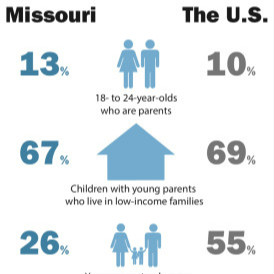 Missouri The U.S.
13% 10%
18- to 24-year-olds
who are parents
67% 69%
Children with young parents
who live in low-income families
26% 55%